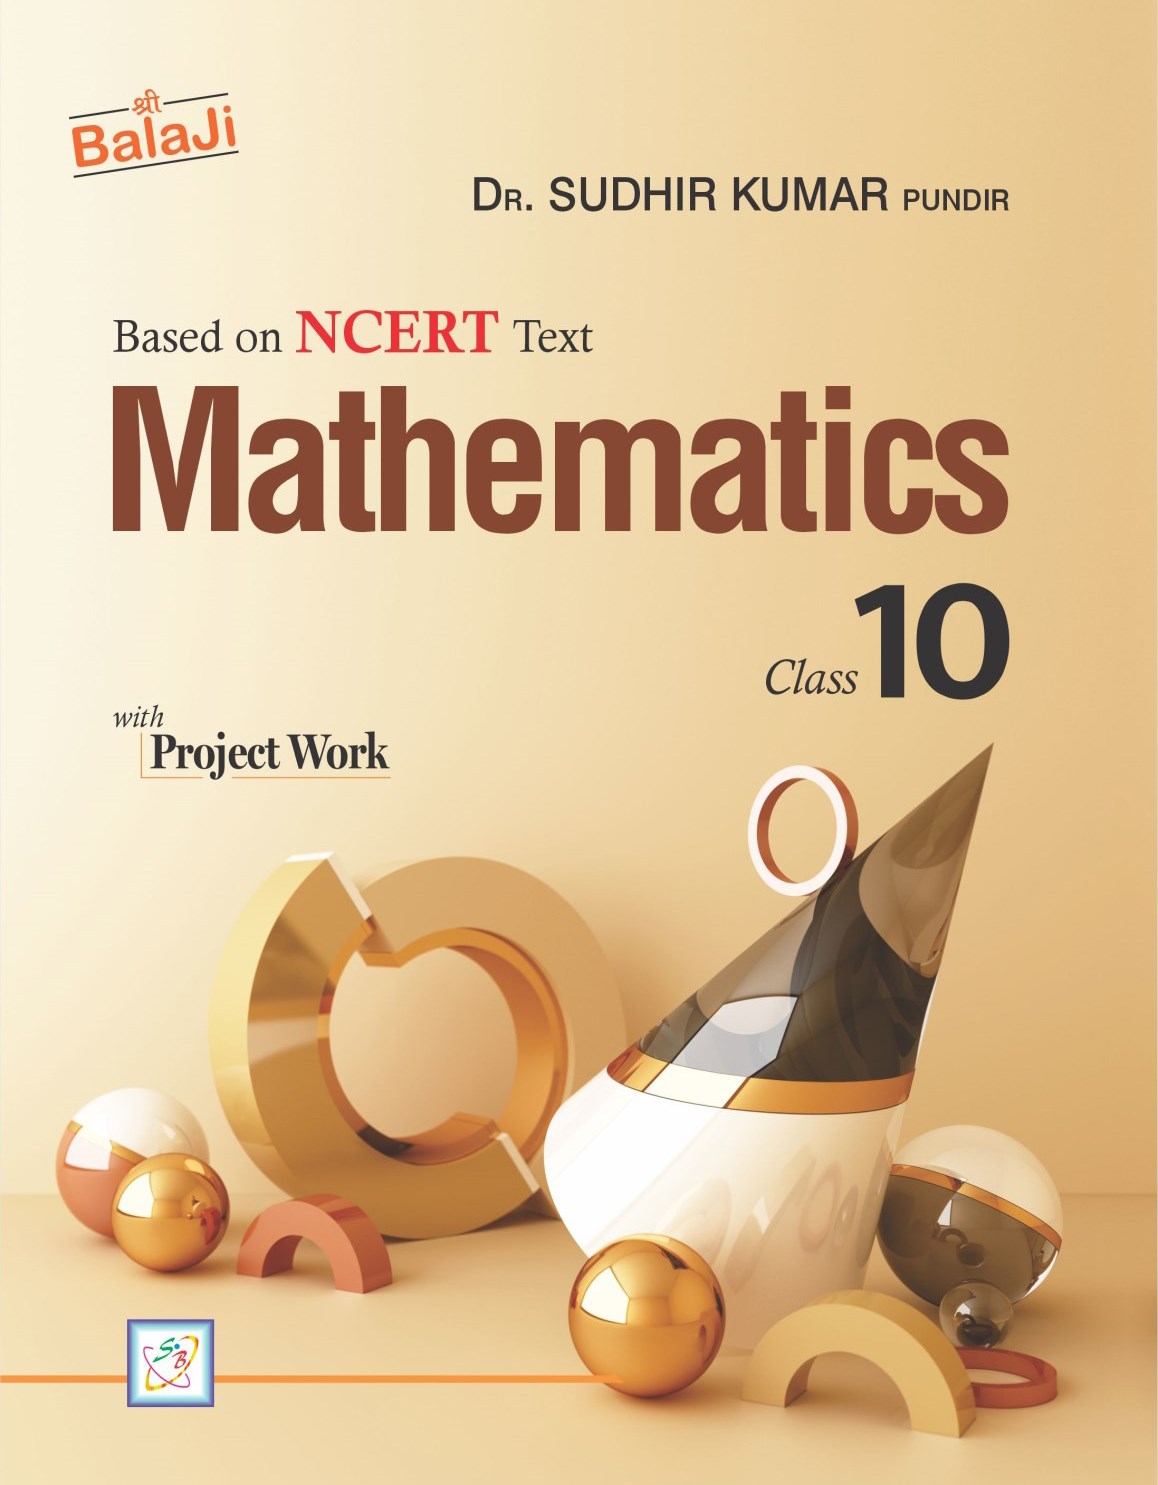 श्री
BalaJi
DR. SUDHIR KUMAR PUNDIR
Based on NCERT Text
Mathematics
Class 10
with
Project Work
S.B